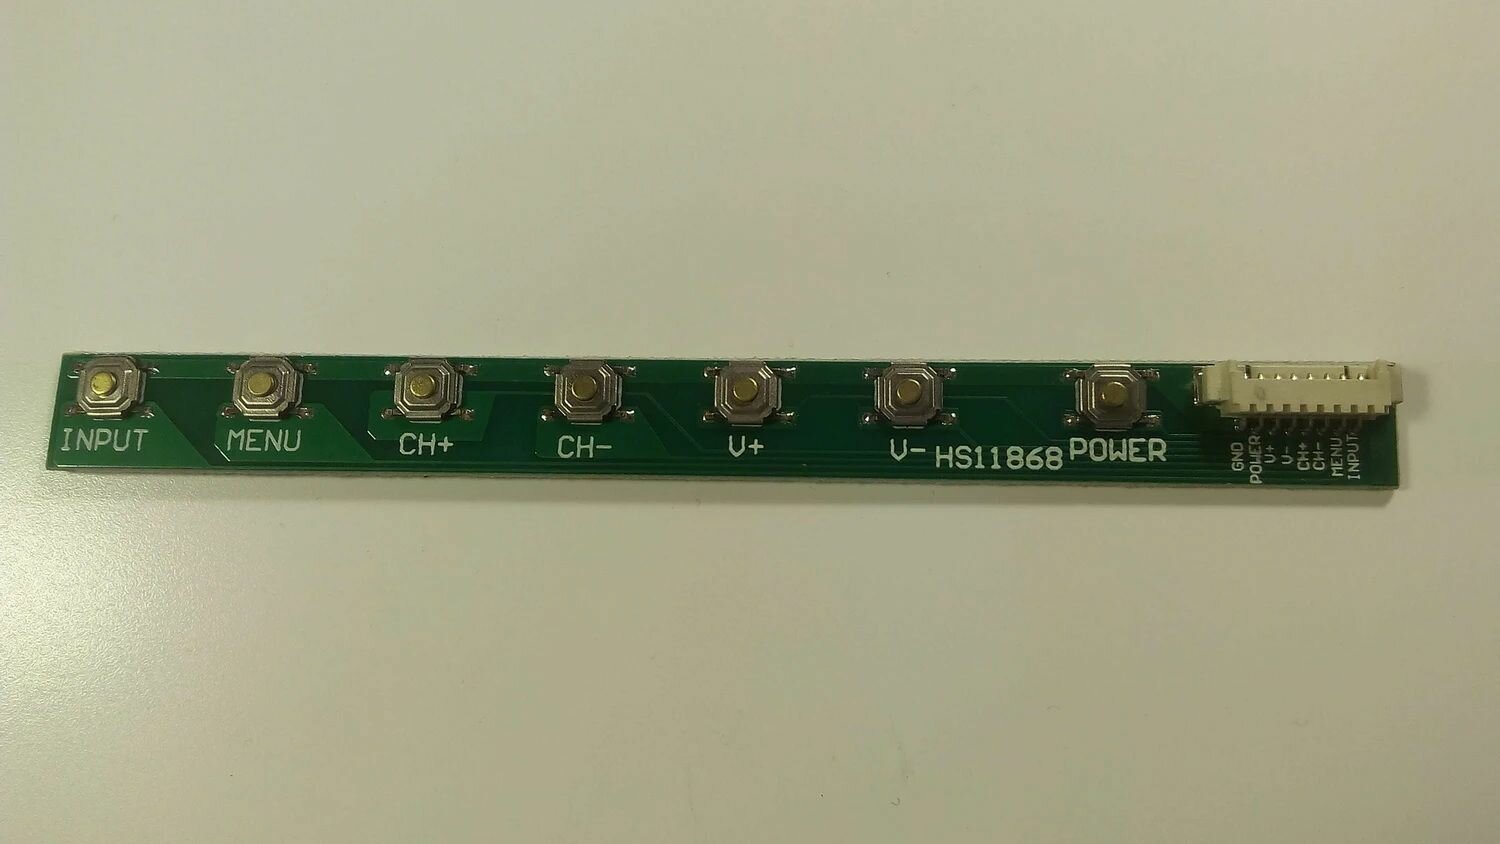 INPUT
MENU
CH+
CH-
V+
V-
HS11868
POWER
GND
POWER
V+
V-
CH+
CH-
MENU
INPUT